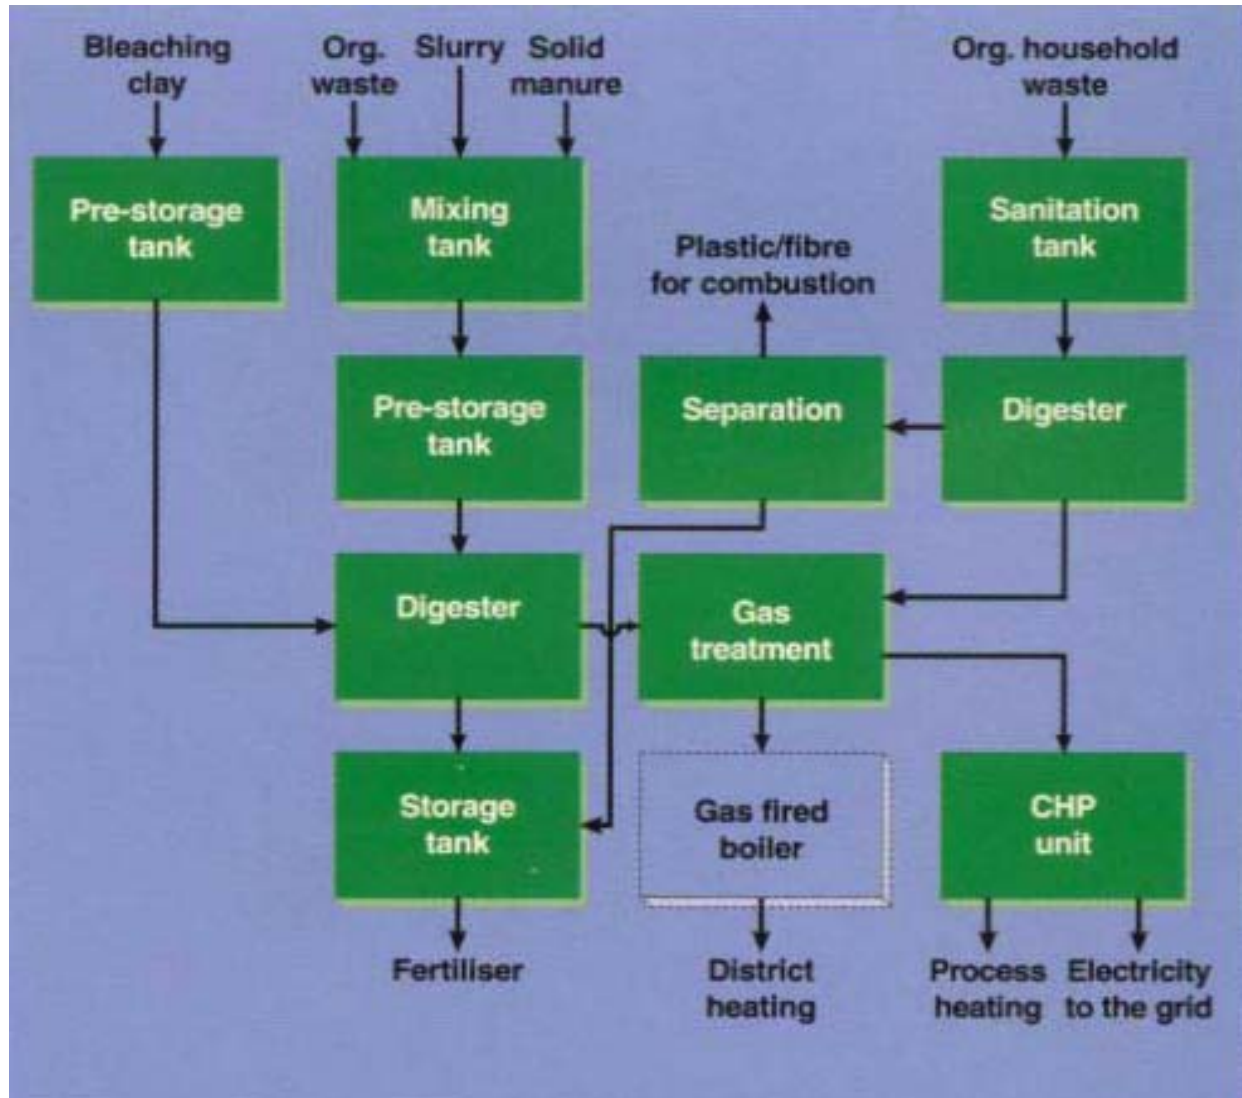 Bleaching
clay
Org.
waste
Slurry
Solid
manure
Org. household
waste
Pre-storage
tank
Mixing
tank
Sanitation
tank
Plastic/fibre
for combustion
Pre-storage
tank
Separation
Digester
Digester
Gas
treatment
Storage
tank
Gas fired
boiler
CHP
unit
Fertiliser
District
heating
Process
heating
Electricity
to the grid